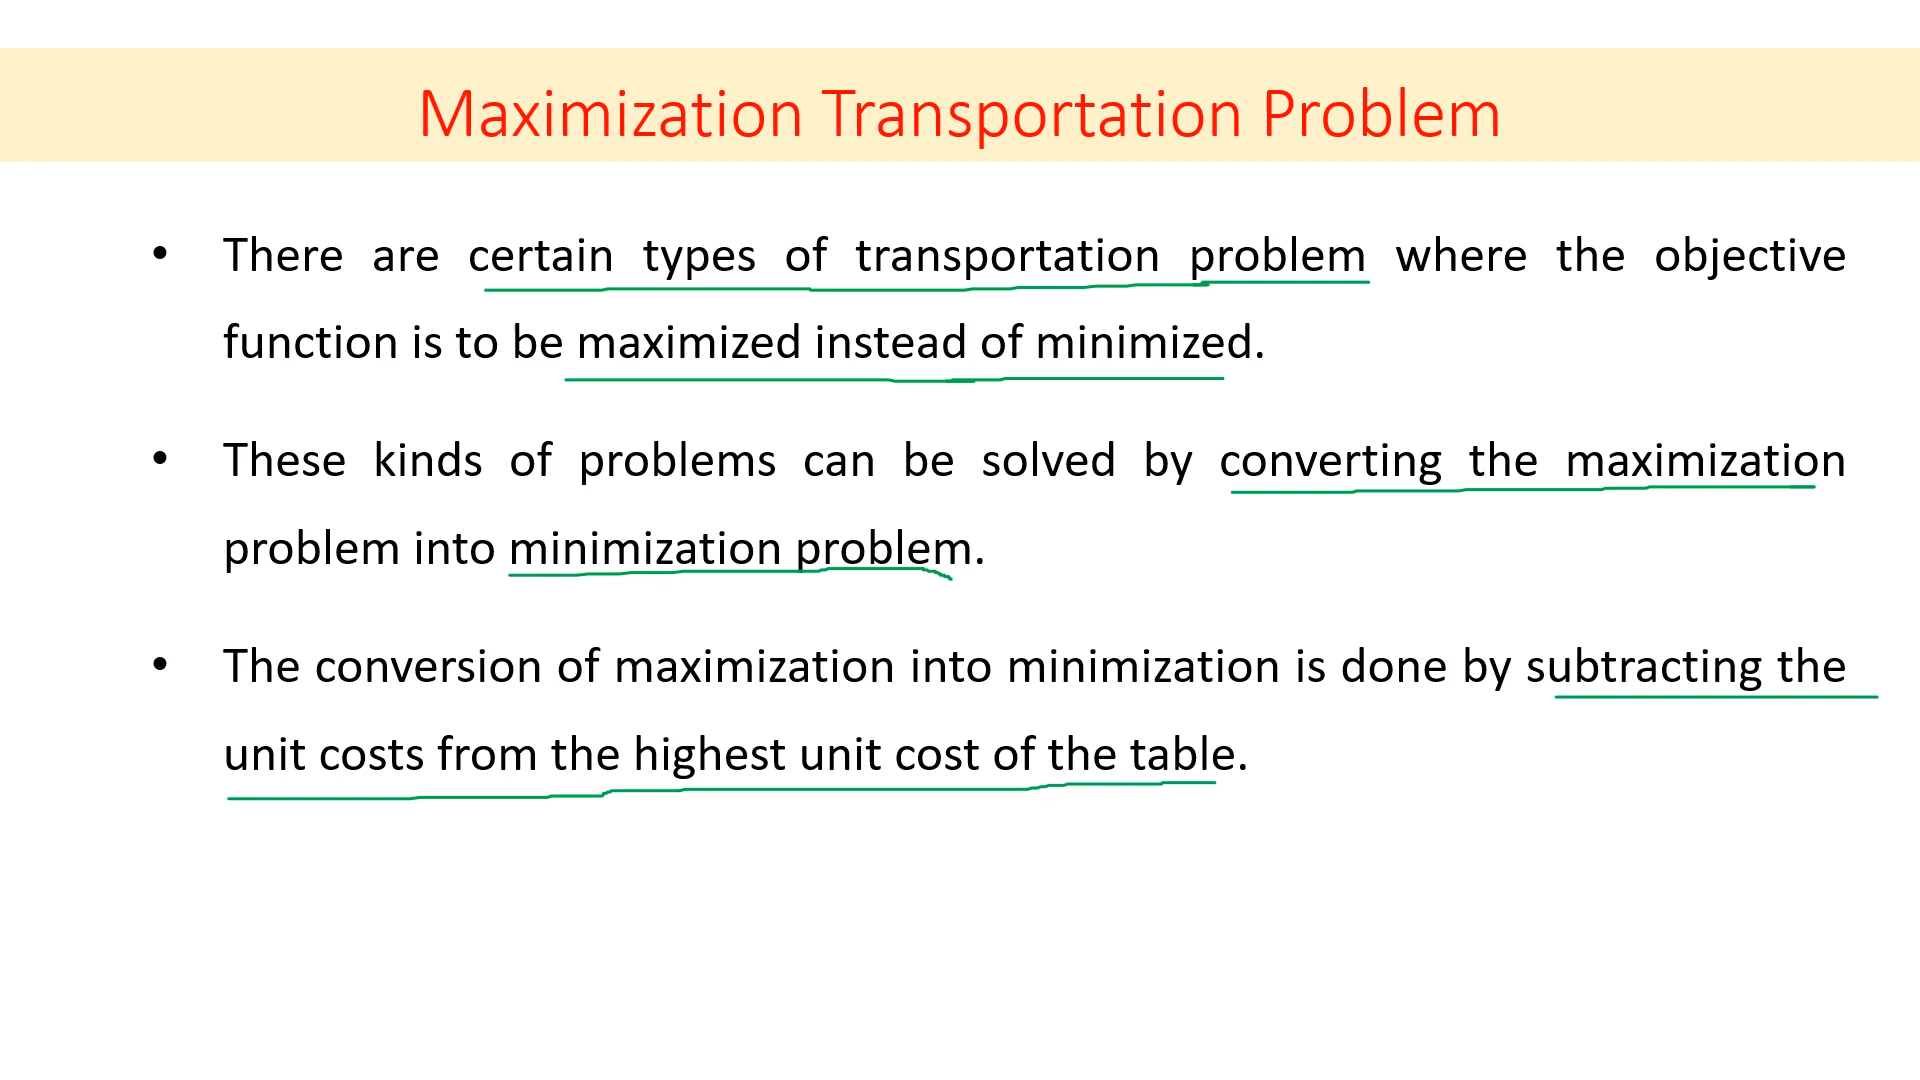 Maximization Transportation Problem
• There are certain types of transportation problem where the objective
function is to be maximized instead of minimized.
• These kinds of problems can be solved by converting the maximization
problem into minimization problem.
• The conversion of maximization into minimization is done by subtracting the
unit costs from the highest unit cost of the table.